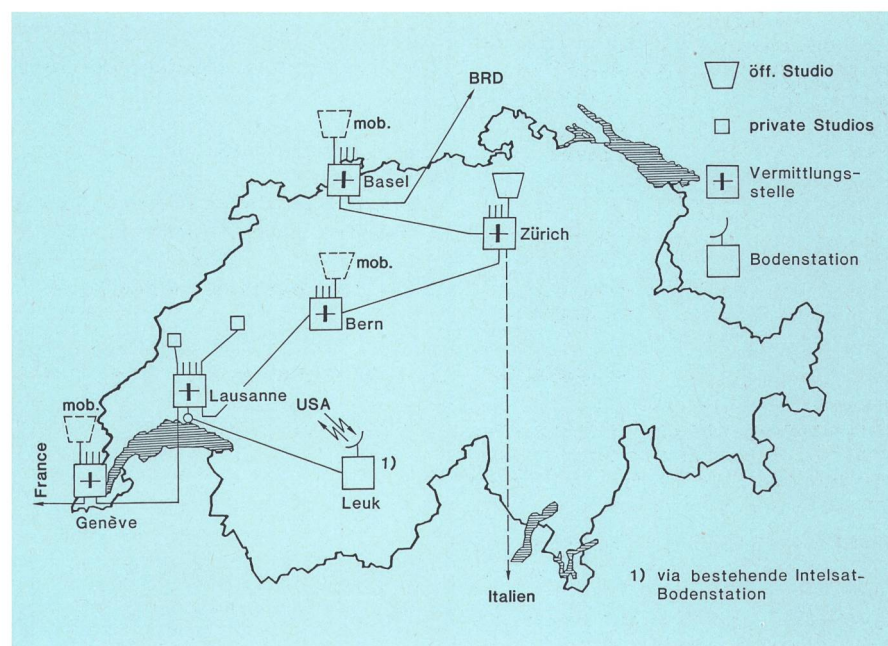 BRD
öff. Studio
mob.
private Studios
Basel
Vermittlungs-
stelle
Zürich
mob.
Bodenstation
Bern
Lausanne
mob.
USA
1)
France
Leuk
Genève
1) via bestehende Intelsat-
Bodenstation
Italien